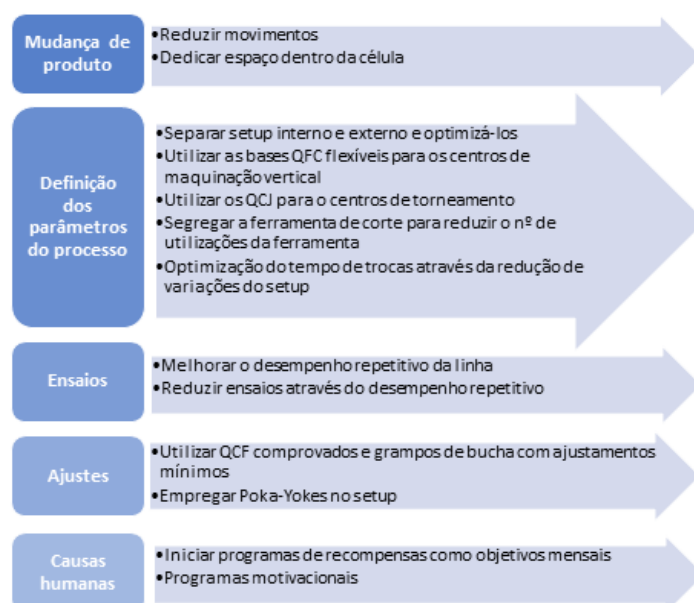 Mudança de
produto
•Reduzir movimentos
•Dedicar espaço dentro da célula
Definição
dos
parâmetros
do processo
•Separar setup interno e externo e optimizá-los
•Utilizar as bases QFC flexíveis para os centros de
maquinação vertical
•Utilizar os QCJ para o centros de torneamento
•Segregar a ferramenta de corte para reduzir o nº de
utilizações da ferramenta
•Optimização do tempo de trocas através da redução de
variações do setup
Ensaios
•Melhorar o desempenho repetitivo da linha
•Reduzir ensaios através do desempenho repetitivo
Ajustes
•Utilizar QCF comprovados e grampos de bucha com ajustamentos
mínimos
•Empregar Poka-Yokes no setup
Causas
humanas
•Iniciar programas de recompensas como objetivos mensais
•Programas motivacionais